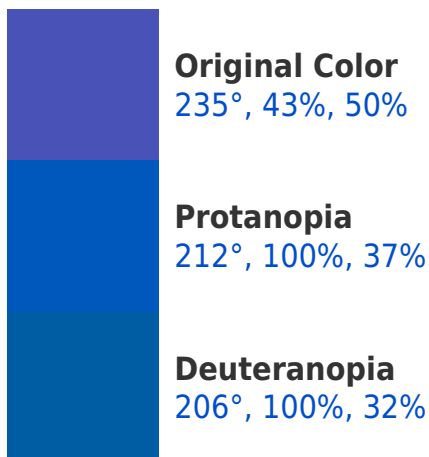 Original Color
235°, 43%, 50%
Protanopia
212°, 100%, 37%
Deuteranopia
206°, 100%, 32%